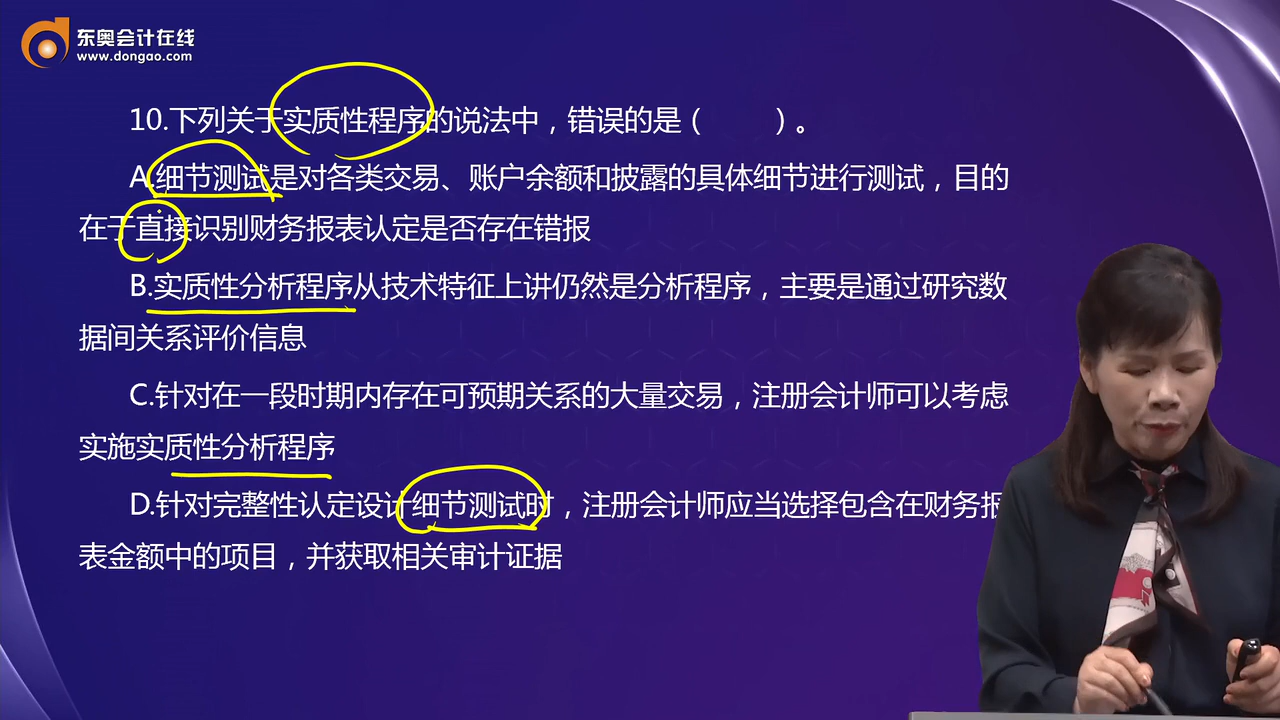 东奥会计在线
www.dongao.com
10.下列关于实质性程序的说法中，错误的是（　　）。
A.细节测试是对各类交易、账户余额和披露的具体细节进行测试，目的
在于直接识别财务报表认定是否存在错报
B.实质性分析程序从技术特征上讲仍然是分析程序，主要是通过研究数
据间关系评价信息
C.针对在一段时期内存在可预期关系的大量交易，注册会计师可以考虑
实施实质性分析程序
D.针对完整性认定设计细节测试时，注册会计师应当选择包含在财务报
表金额中的项目，并获取相关审计证据